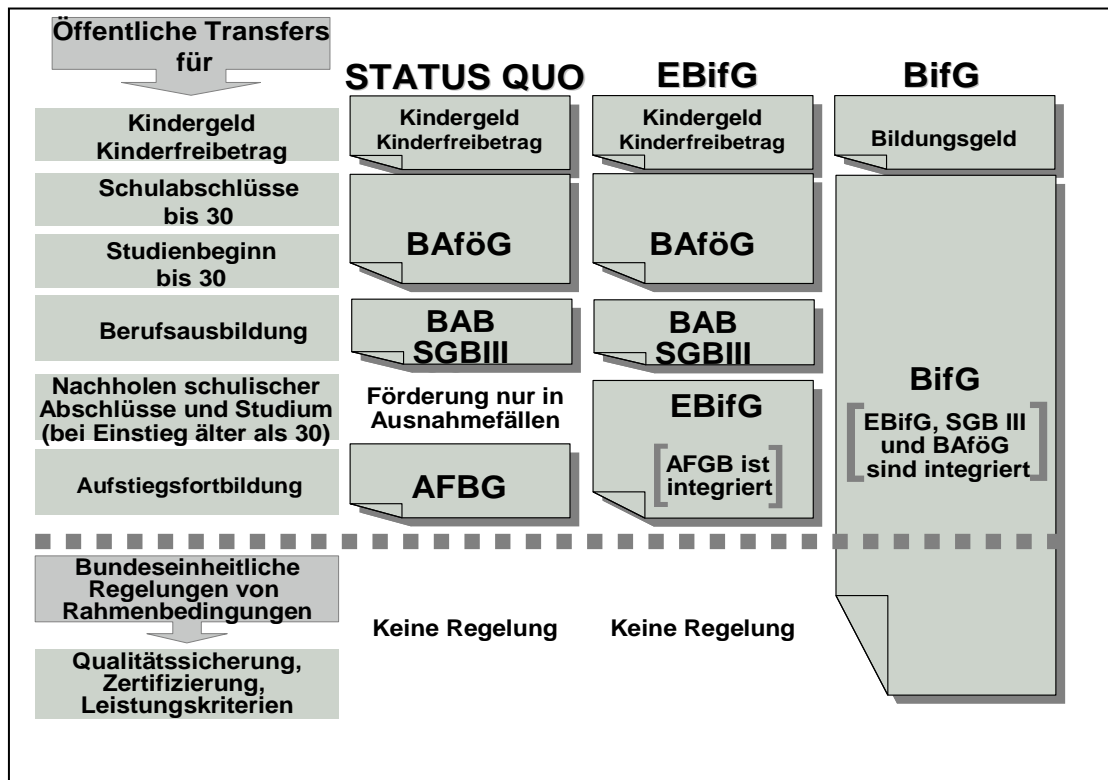 Öffentliche Transfers
für
STATUS QUO
EBifG
BifG
Kindergeld
Kinderfreibetrag
Kindergeld
Kinderfreibetrag
Kindergeld
Kinderfreibetrag
Bildungsgeld
Schulabschlüsse
bis 30
Studienbeginn
bis 30
BAföG
BAföG
Berufsausbildung
BAB
SGBIII
BAB
SGBIII
Nachholen schulischer
Abschlüsse und Studium
(bei Einstieg älter als 30)
Förderung nur in
Ausnahmefällen
EBifG
AFGB ist
integriert
BifG
EBifG, SGB III
und BAföG
sind integriert
Aufstiegsfortbildung
AFBG
Bundeseinheitliche
Regelungen von
Rahmenbedingungen
Keine Regelung
Keine Regelung
Qualitätssicherung,
Zertifizierung,
Leistungskriterien